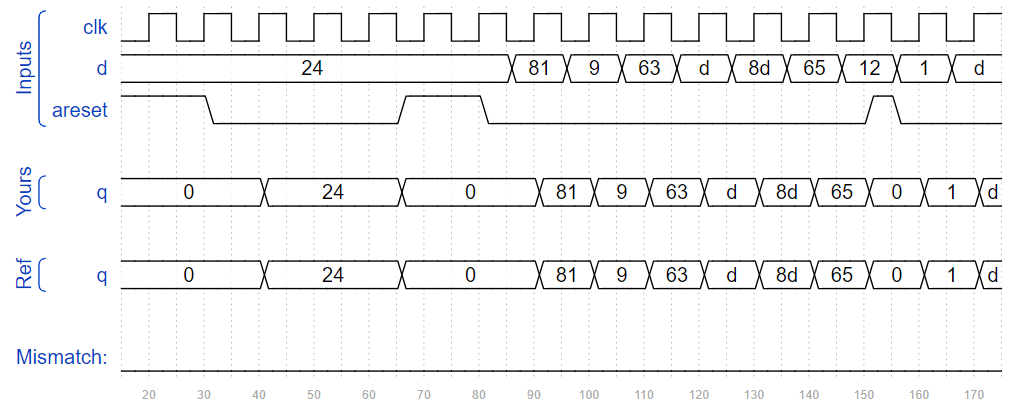 Inputs
clk
d 24 81 9 63 d 8d 65 12 1 d
areset
Yours
q 0 24 0 81 9 63 d 8d 65 0 1 d
Ref
q 0 24 0 81 9 63 d 8d 65 0 1 d
Mismatch:
20 30 40 50 60 70 80 90 100 110 120 130 140 150 160 170